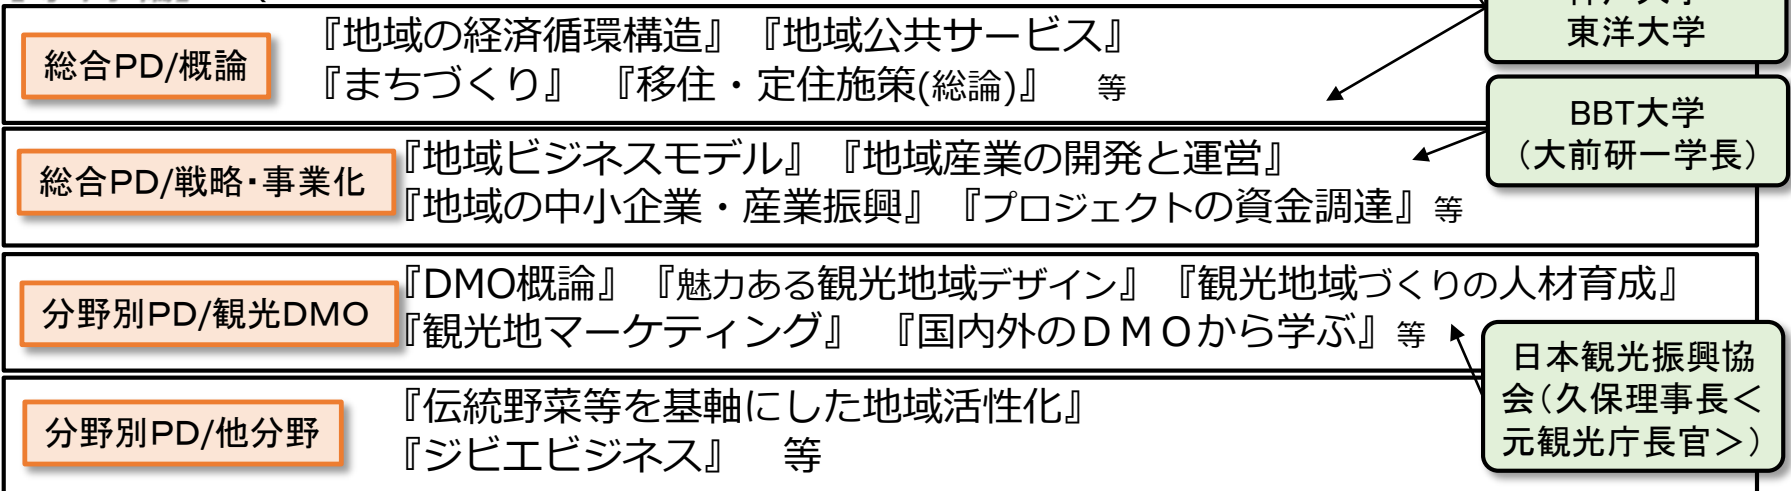 東洋大学
総合PD/概論
『地域の経済循環構造』『地域公共サービス』
『まちづくり』 『移住・定住施策(総論)』 等
BBT大学
(大前研一学長)
総合PD/戦略・事業化
『地域ビジネスモデル』『地域産業の開発と運営』
『地域の中小企業・産業振興』『プロジェクトの資金調達』等
分野別PD/観光DMO
『DMO概論』『魅力ある観光地域デザイン』『観光地域づくりの人材育成』
『観光地マーケティング』 『国内外のDMOから学ぶ』等
日本観光振興協
会(久保理事長<
元観光庁長官>)
分野別PD/他分野
『伝統野菜等を基軸にした地域活性化』
『ジビエビジネス』 等